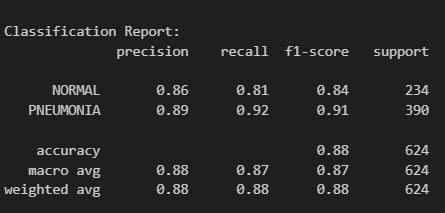 Classification Report:
precision recall f1-score support
NORMAL 0.86 0.81 0.84 234
PNEUMONIA 0.89 0.92 0.91 390
accuracy 0.88 624
macro avg 0.88 0.87 0.87 624
weighted avg 0.88 0.88 0.88 624